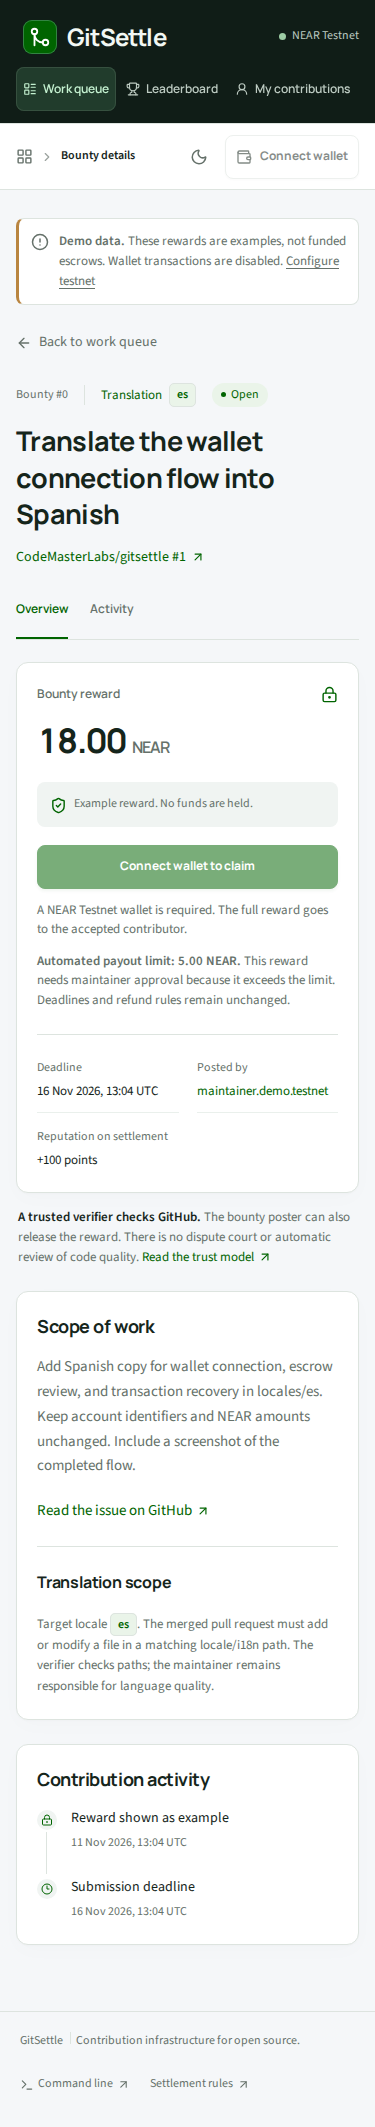 GitSettle
NEAR Testnet
Work queue
Leaderboard
My contributions
Bounty details
Connect wallet
Demo data. These rewards are examples, not funded
escrows. Wallet transactions are disabled. Configure
testnet
Back to work queue
Bounty #0
Translation es
Open
Translate the wallet
connection flow into
Spanish
CodeMasterLabs/gitsettle #1
Overview
Activity
Bounty reward
18.00 NEAR
Example reward. No funds are held.
Connect wallet to claim
A NEAR Testnet wallet is required. The full reward goes
to the accepted contributor.
Automated payout limit: 5.00 NEAR. This reward
needs maintainer approval because it exceeds the limit.
Deadlines and refund rules remain unchanged.
Deadline
16 Nov 2026, 13:04 UTC
Posted by
maintainer.demo.testnet
Reputation on settlement
+100 points
A trusted verifier checks GitHub. The bounty poster can also
release the reward. There is no dispute court or automatic
review of code quality. Read the trust model
Scope of work
Add Spanish copy for wallet connection, escrow
review, and transaction recovery in locales/es.
Keep account identifiers and NEAR amounts
unchanged. Include a screenshot of the
completed flow.
Read the issue on GitHub
Translation scope
Target locale es. The merged pull request must add
or modify a file in a matching locale/i18n path. The
verifier checks paths; the maintainer remains
responsible for language quality.
Contribution activity
Reward shown as example
11 Nov 2026, 13:04 UTC
Submission deadline
16 Nov 2026, 13:04 UTC
GitSettle
Contribution infrastructure for open source.
Command line
Settlement rules